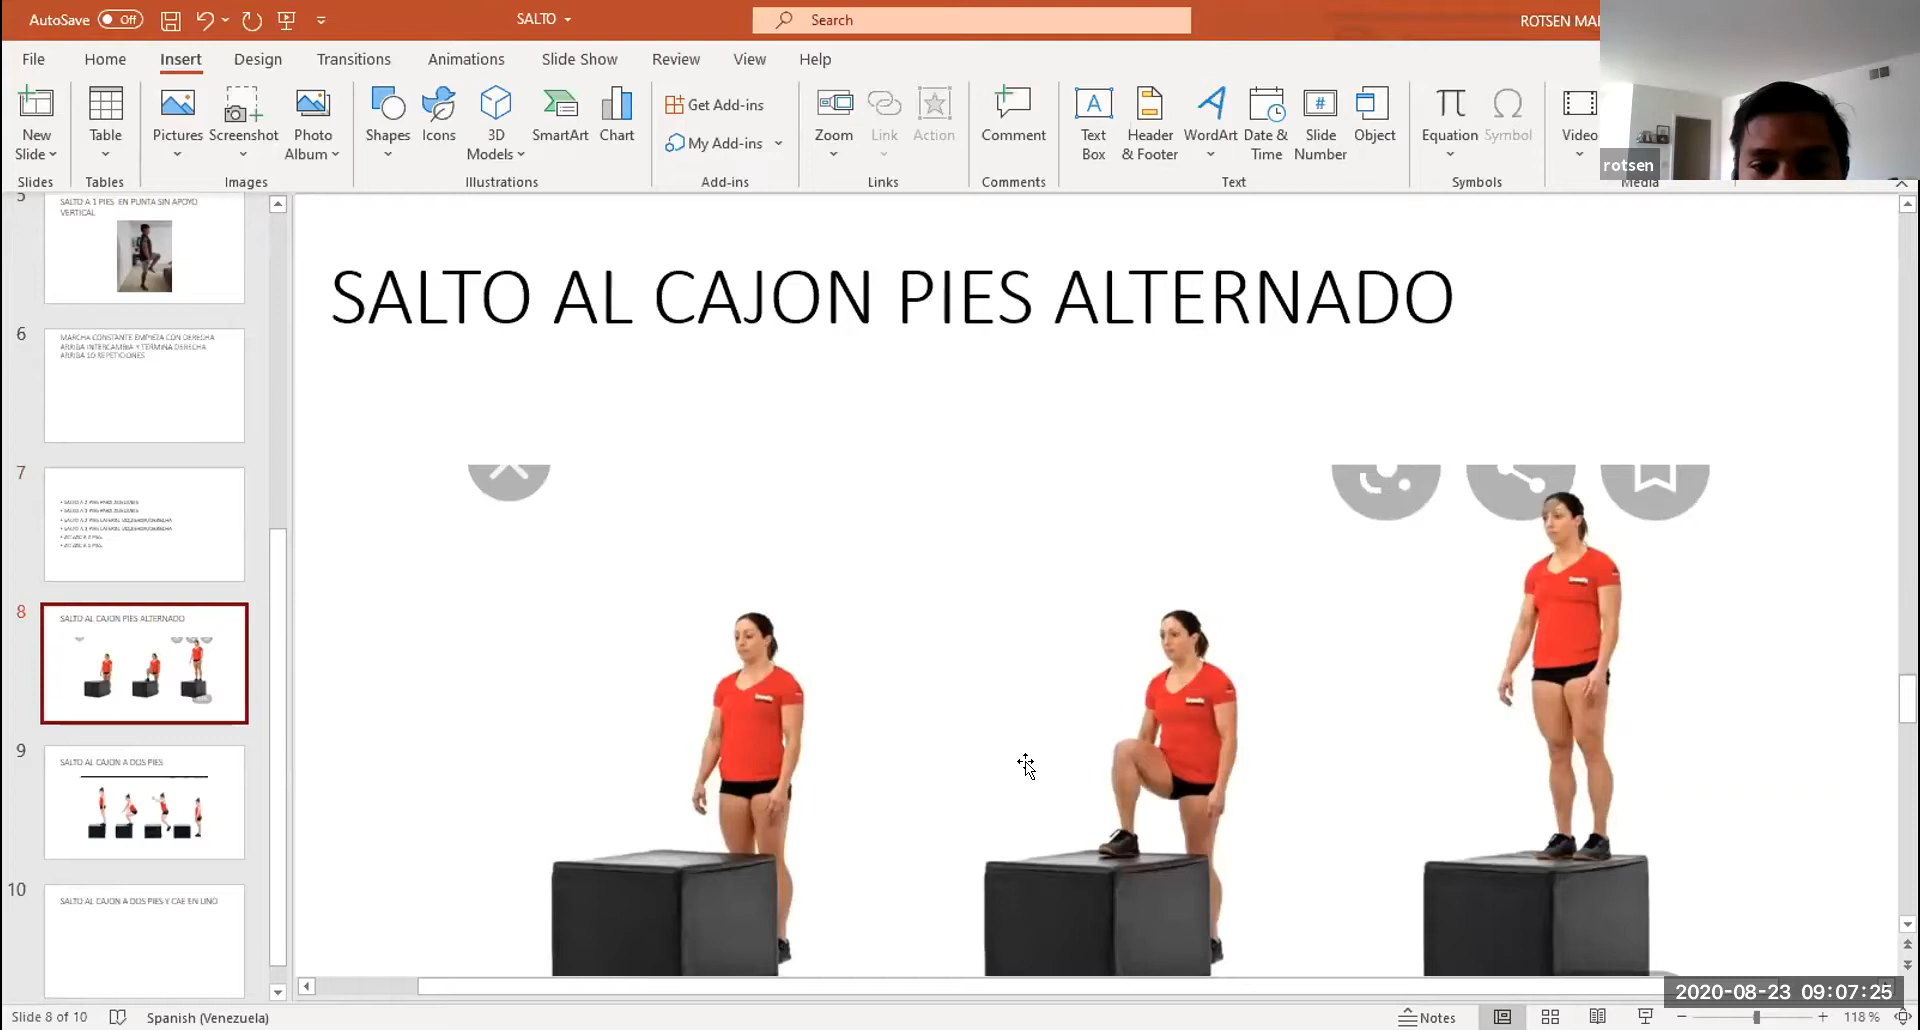 AutoSave Off SALTO Search ROTSEN MAI
File Home Insert Design Transitions Animations Slide Show Review View Help
New Slide Table Pictures Screenshot Photo Album Shapes Icons 3D Models SmartArt Chart Get Add-ins My Add-ins Zoom Link Action Comment Text Box Header & Footer WordArt Date & Time Slide Number Object Equation Symbol Video
rotsen
Slides Tables Images Illustrations Add-ins Links Comments Text Symbols Media
5
SALTO A 1 PIES EN PUNTA SIN APOYO
VERTICAL
6
MARCHA CONSTANTE EMPIEZA CON DERECHA
ARRIBA INTERCAMBIA Y TERMINA DERECHA
ARRIBA 10 REPETICIONES
7
8
SALTO AL CAJON PIES ALTERNADO
9
SALTO AL CAJON A DOS PIES
10
SALTO AL CAJON A DOS PIES Y CAE EN UNO
SALTO AL CAJON PIES ALTERNADO
2020-08-23 09:07:25
Slide 8 of 10 Spanish (Venezuela) Notes 118 %